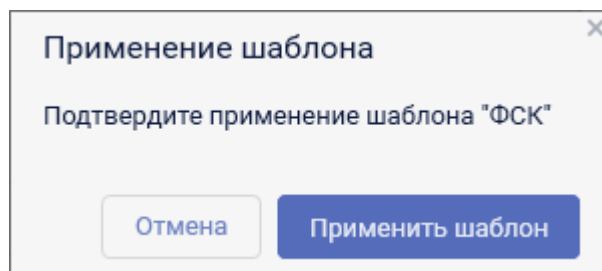 Применение шаблона
Подтвердите применение шаблона "ФСК"
Отмена
Применить шаблон